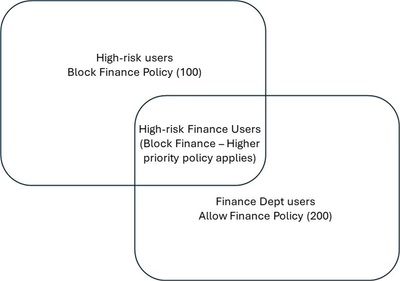 High-risk users
Block Finance Policy (100)
High-risk Finance Users
(Block Finance – Higher
priority policy applies)
Finance Dept users
Allow Finance Policy (200)